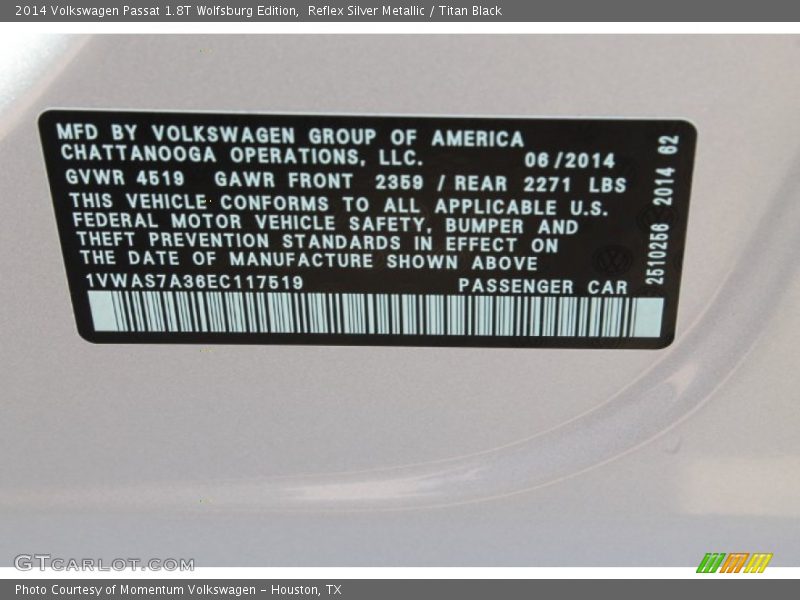 2014 Volkswagen Passat 1.8T Wolfsburg Edition,  Reflex Silver Metallic / Titan Black
MFD BY VOLKSWAGEN GROUP OF AMERICA
CHATTANOOGA OPERATIONS, LLC. 06/2014
GVWR 4519 GAWR FRONT 2359 / REAR 2271 LBS
THIS VEHICLE CONFORMS TO ALL APPLICABLE U.S.
FEDERAL MOTOR VEHICLE SAFETY, BUMPER AND
THEFT PREVENTION STANDARDS IN EFFECT ON
THE DATE OF MANUFACTURE SHOWN ABOVE
1VWAS7A36EC117519 PASSENGER CAR
2510258 2014 62
GTCARLOT.COM
Photo Courtesy of Momentum Volkswagen – Houston, TX